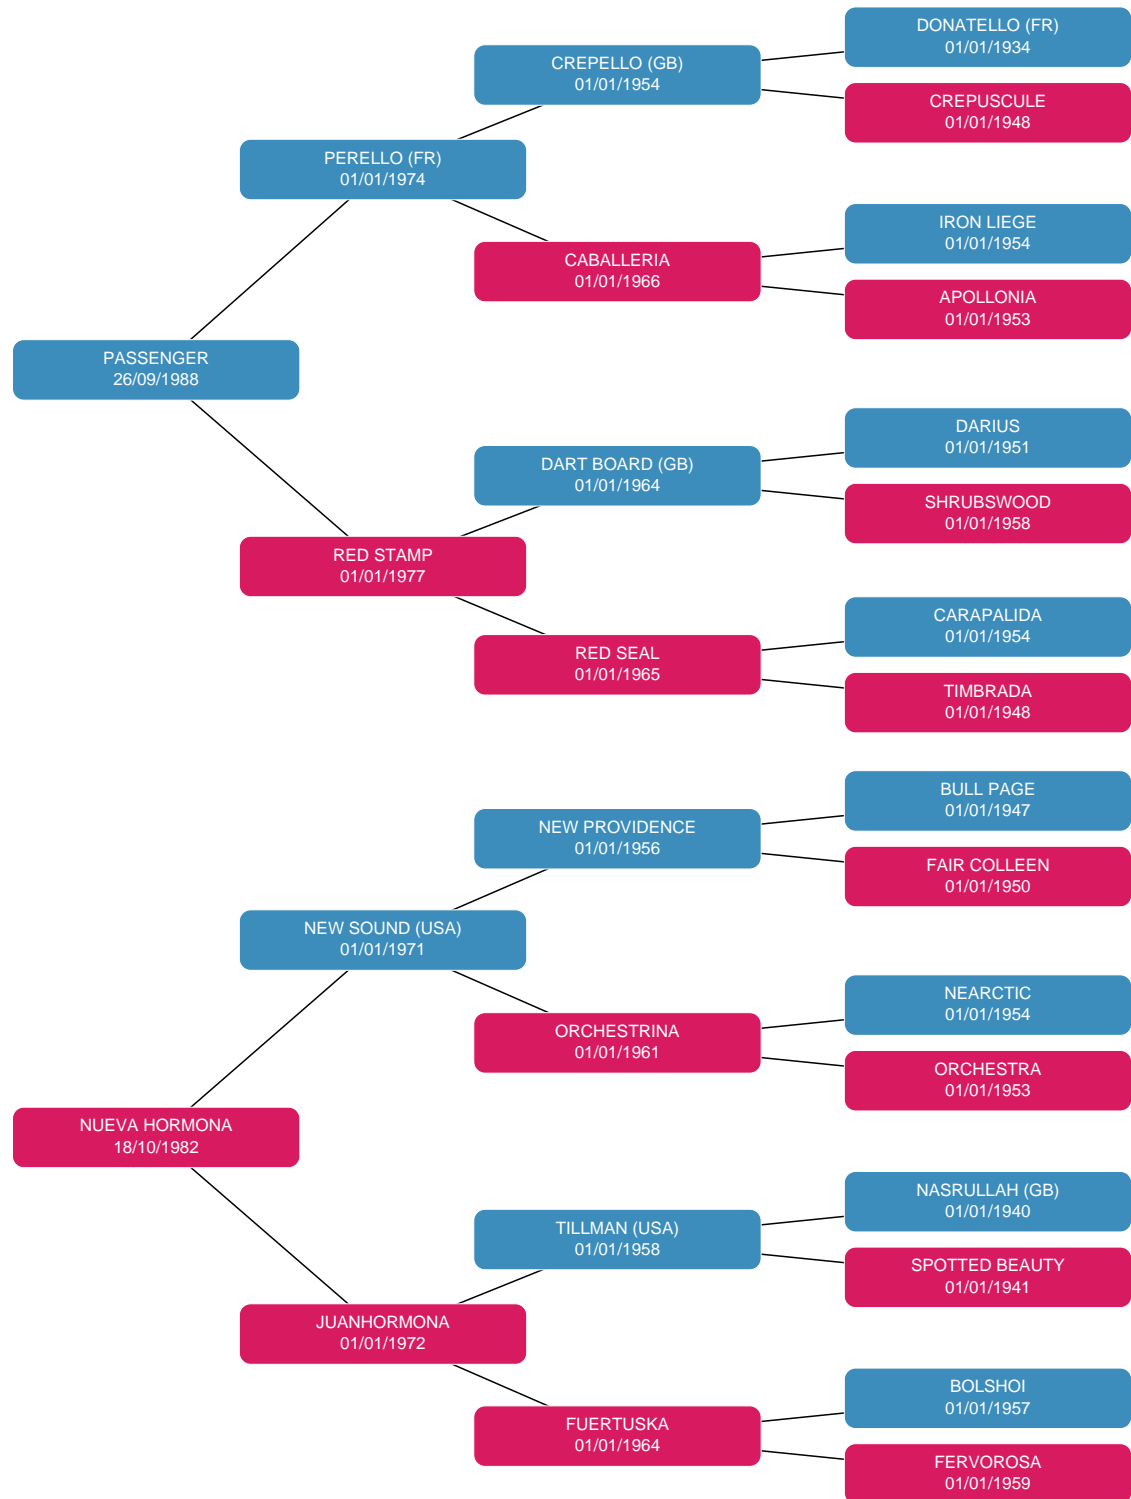 DONATELLO (FR)
01/01/1934
CREPELLO (GB)
01/01/1954
CREPUSCULE
01/01/1948
PERELLO (FR)
01/01/1974
IRON LIEGE
01/01/1954
CABALLERIA
01/01/1966
APOLLONIA
01/01/1953
PASSENGER
26/09/1988
DARIUS
01/01/1951
DART BOARD (GB)
01/01/1964
SHRUBSWOOD
01/01/1958
RED STAMP
01/01/1977
CARAPALIDA
01/01/1954
RED SEAL
01/01/1965
TIMBRADA
01/01/1948
BULL PAGE
01/01/1947
NEW PROVIDENCE
01/01/1956
FAIR COLLEEN
01/01/1950
NEW SOUND (USA)
01/01/1971
NEARCTIC
01/01/1954
ORCHESTRINA
01/01/1961
ORCHESTRA
01/01/1953
NUEVA HORMONA
18/10/1982
NASRULLAH (GB)
01/01/1940
TILLMAN (USA)
01/01/1958
SPOTTED BEAUTY
01/01/1941
JUANHORMONA
01/01/1972
BOLSHOI
01/01/1957
FUERTUSKA
01/01/1964
FERVOROSA
01/01/1959